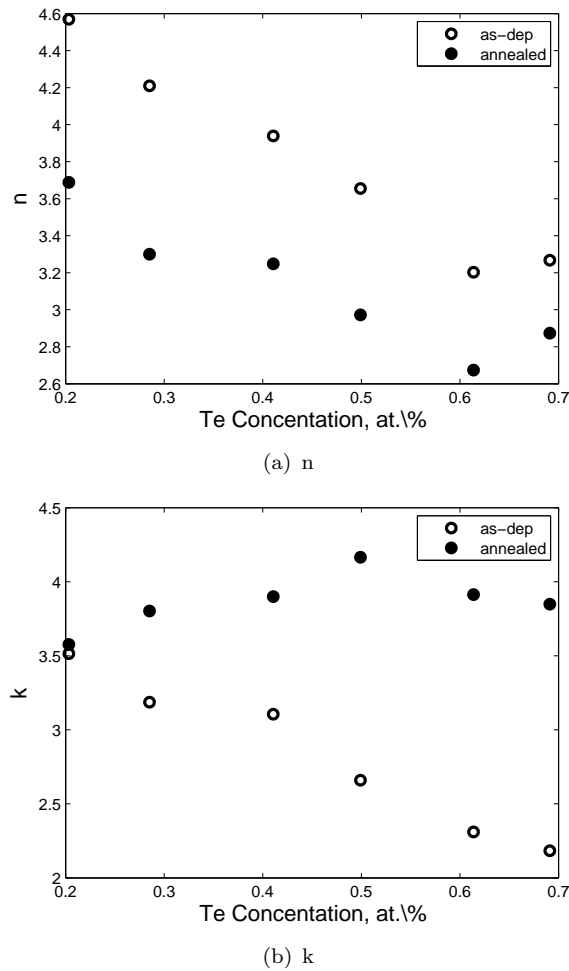 4.6
4.4
4.2
4
3.8
3.6
3.4
3.2
3
2.8
2.6
n
as-dep
annealed
0.2 0.3 0.4 0.5 0.6 0.7
Te Concentation, at.\%
(a) n
4.5
4
3.5
3
2.5
2
k
as-dep
annealed
0.2 0.3 0.4 0.5 0.6 0.7
Te Concentation, at.\%
(b) k